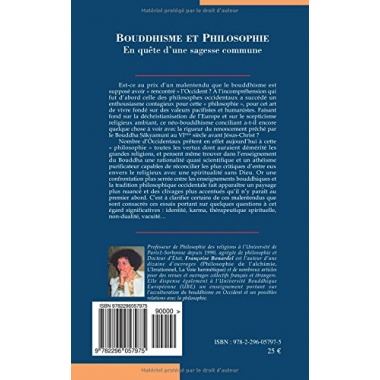 Matériel protégé par le droit d'auteur
BOUDDHISME ET PHILOSOPHIE
En quête d'une sagesse commune
Est-ce au prix d'un malentendu que le bouddhisme est
supposé avoir « rencontré » l'Occident ? À l'incompréhension qui
fut d'abord celle des philosophes occidentaux a succédé un
enthousiasme contagieux pour cette « philosophie », pour cet art
de vivre fondé sur des valeurs pacifistes et humanistes. Faisant
fond sur la déchristianisation de l'Europe et sur le scepticisme
religieux ambiant, ce néo-bouddhisme conciliant a-t-il encore
quelque chose à voir avec la rigueur du renoncement prêché par le
Bouddha Sâkyamuni au VIème siècle avant Jésus-Christ ?
Nombre d'Occidentaux prêtent en effet aujourd'hui à cette
« philosophie » toutes les vertus dont auraient démérité les
grandes religions, et pensent même trouver dans l'enseignement
du Bouddha une rationalité quasi scientifique et un athéisme
purificateur capables de réconcilier les plus critiques d'entre eux
envers le religieux avec une spiritualité sans Dieu. Or une
confrontation plus serrée entre les enseignements bouddhiques et
la tradition philosophique occidentale fait apparaître un paysage
plus nuancé et des clivages plus accentués qu'il n'y paraît au
premier abord. C'est à clarifier certains de ces malentendus que
sont consacrés ces essais portant sur quelques questions à cet
égard significatives : identité, karma, thérapeutique spirituelle,
non-dualité, vacuité...
Professeur de Philosophie des religions à l'Université de
Paris1-Sorbonne depuis 1990, agrégée de philosophie et
Docteur d'État, Françoise Bonardel est l'auteur d'une
dizaine d'ouvrages (Philosophie de l'alchimie,
L'Irrationnel, La Voie hermétique) et de nombreux articles
pour des revues et ouvrages collectifs français et étrangers.
Elle dispense également à l'Université Bouddhique
Européenne (UBE) un enseignement portant sur
l'acculturation du bouddhisme en Occident et ses possibles
relations avec la philosophie.
ISBN 9782296057975
90000 >
9 782296 057975
ISBN : 978-2-296-05797-5
25 €
Matériel protégé par le droit d'auteur